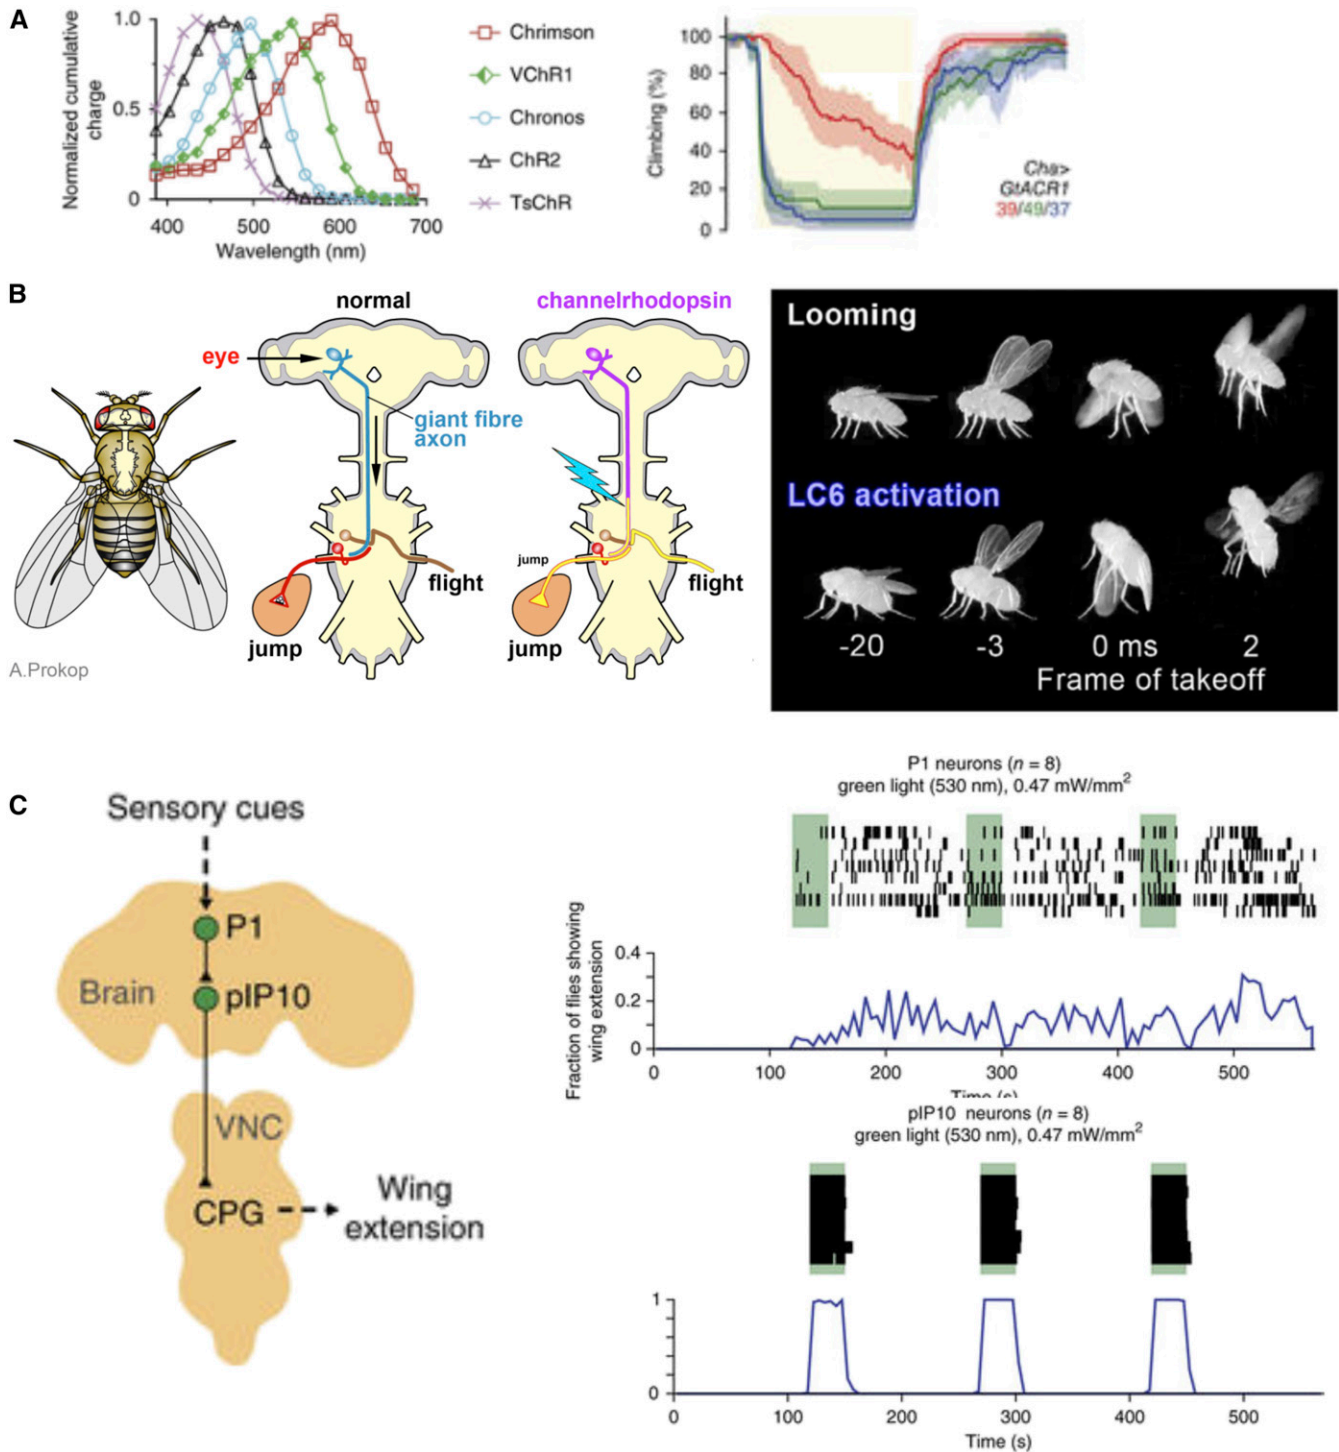 A
Normalized cumulative
charge
1.0
0.5
0
400
500
600
700
Wavelength (nm)
Chrimson
VChR1
Chronos
ChR2
TsChR
Climbing (%)
100
80
60
40
20
0
Cha>
GtACR1
39/49/37
B
eye
normal
giant fibre
axon
flight
jump
channelrhodopsin
jump
flight
jump
A.Prokop
Looming
LC6 activation
-20
-3
0 ms
2
Frame of takeoff
C
Sensory cues
P1
Brain
pIP10
VNC
CPG
Wing
extension
P1 neurons (n = 8)
green light (530 nm), 0.47 mW/mm²
Fraction of flies showing
wing extension
0.4
0.2
0
0
100
200
300
400
500
Time (s)
pIP10 neurons (n = 8)
green light (530 nm), 0.47 mW/mm²
1
0
0
100
200
300
400
500
Time (s)